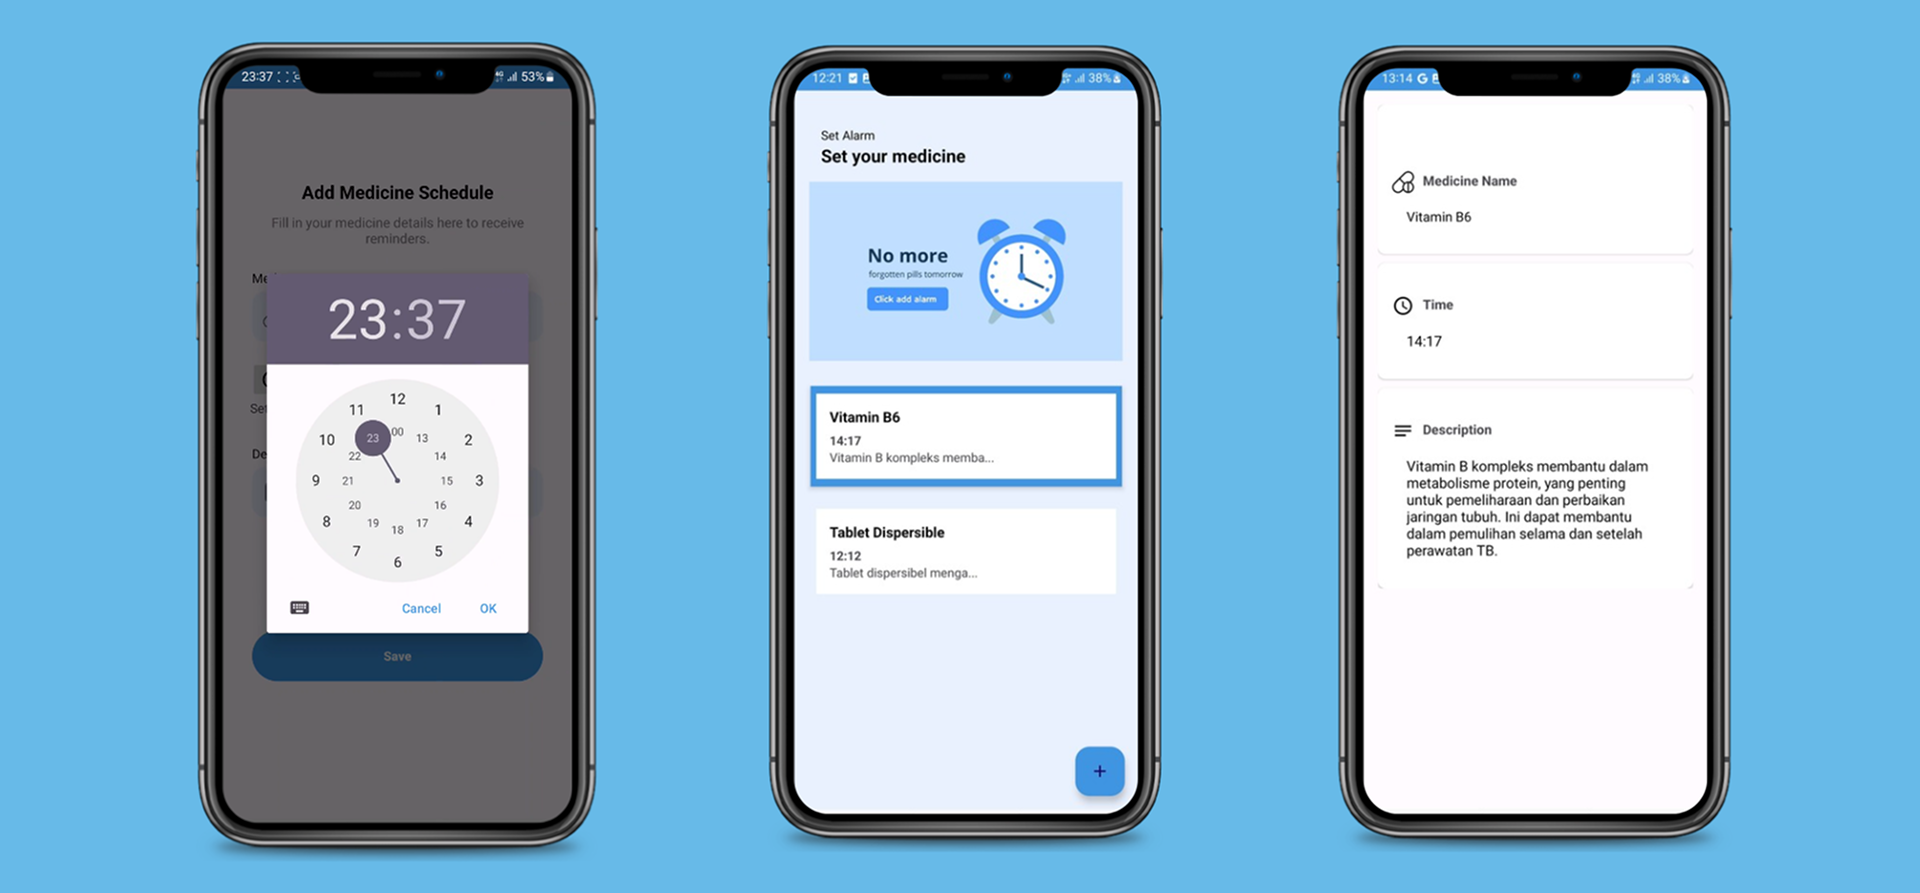 23:37
53%
Add Medicine Schedule
Fill in your medicine details here to receive
reminders.
Me
23:37
12
11
1
00
23
13
10
2
22
14
9
21
15
3
20
16
8
19
18
17
4
7
5
6
Se
De
Cancel
OK
Save
12:21
38%
Set Alarm
Set your medicine
No more
forgotten pills tomorrow
Click add alarm
Vitamin B6
14:17
Vitamin B kompleks memba...
Tablet Dispersible
12:12
Tablet dispersibel menga...
+
13:14 G
38%
Medicine Name
Vitamin B6
Time
14:17
Description
Vitamin B kompleks membantu dalam
metabolisme protein, yang penting
untuk pemeliharaan dan perbaikan
jaringan tubuh. Ini dapat membantu
dalam pemulihan selama dan setelah
perawatan TB.